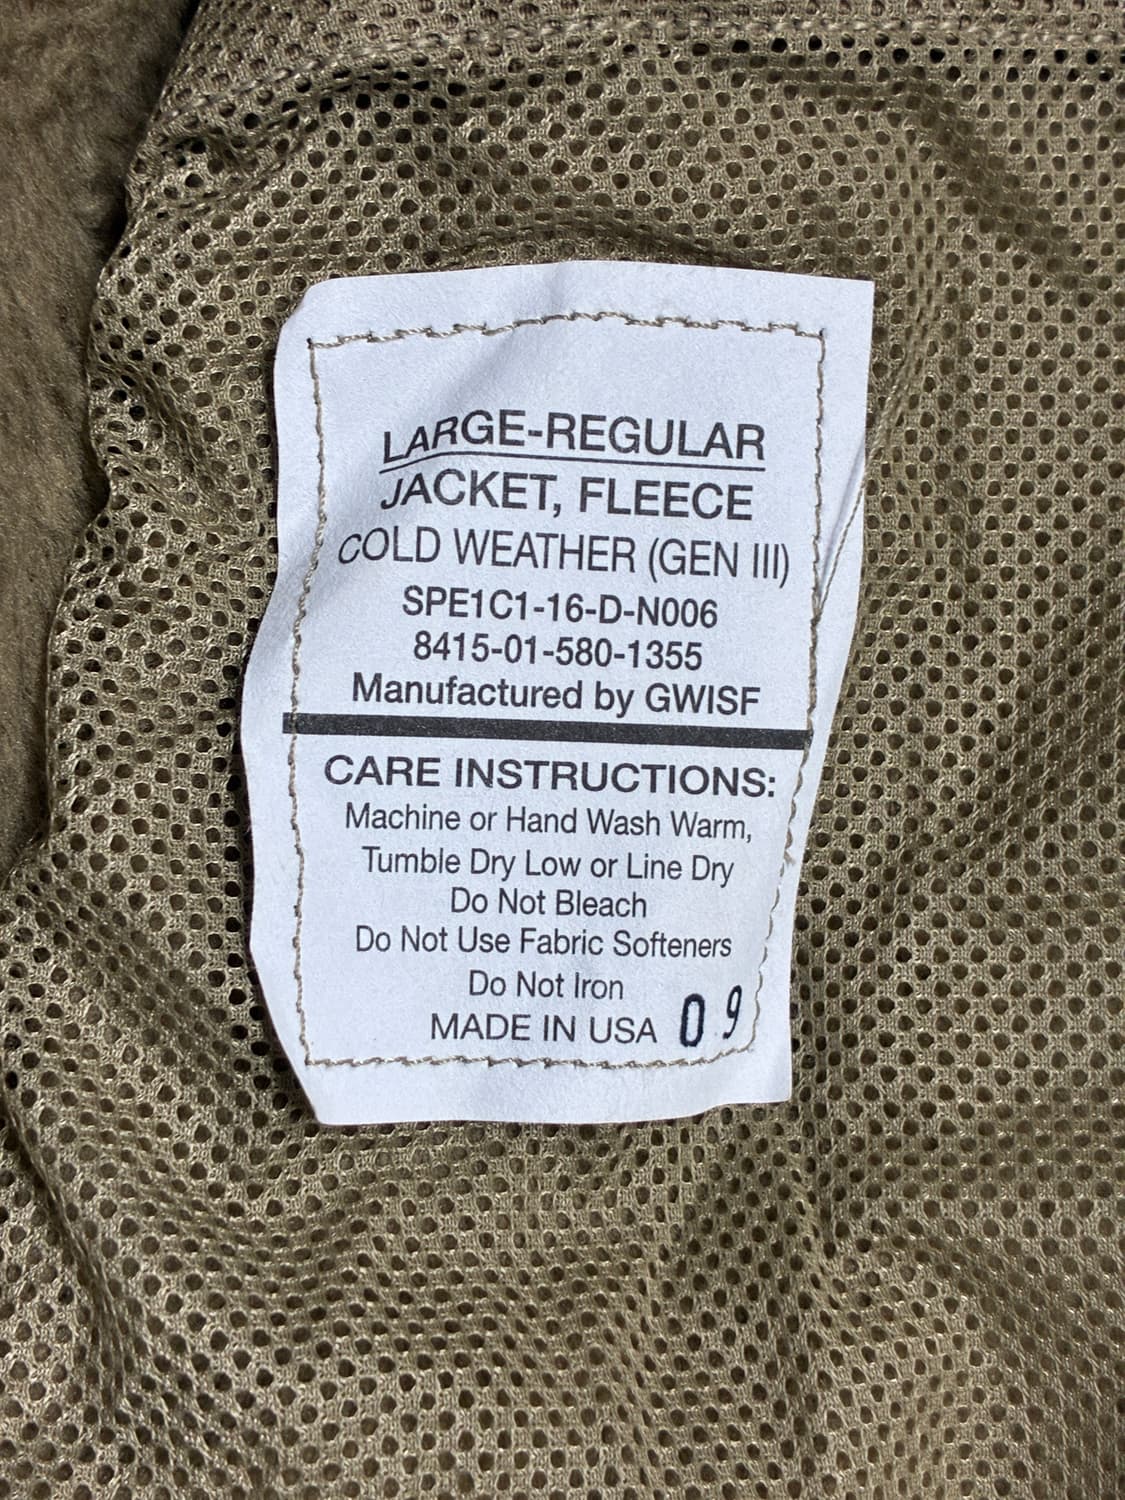 LARGE-REGULAR
JACKET, FLEECE
COLD WEATHER (GEN III)
SPE1C1-16-D-N006
8415-01-580-1355
Manufactured by GWISF
CARE INSTRUCTIONS:
Machine or Hand Wash Warm,
Tumble Dry Low or Line Dry
Do Not Bleach
Do Not Use Fabric Softeners
Do Not Iron
MADE IN USA 09